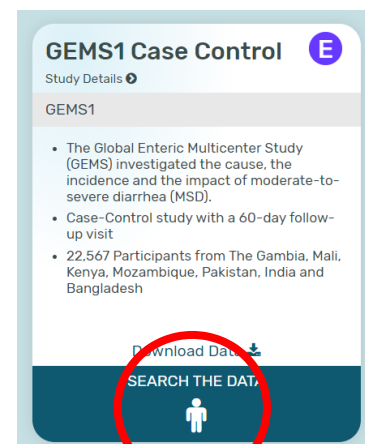 GEMS1 Case Control
E
Study Details
GEMS1
• The Global Enteric Multicenter Study
(GEMS) investigated the cause, the
incidence and the impact of moderate-to-
severe diarrhea (MSD).
• Case-Control study with a 60-day follow-
up visit
• 22,567 Participants from The Gambia, Mali,
Kenya, Mozambique, Pakistan, India and
Bangladesh
Download Data
SEARCH THE DATA